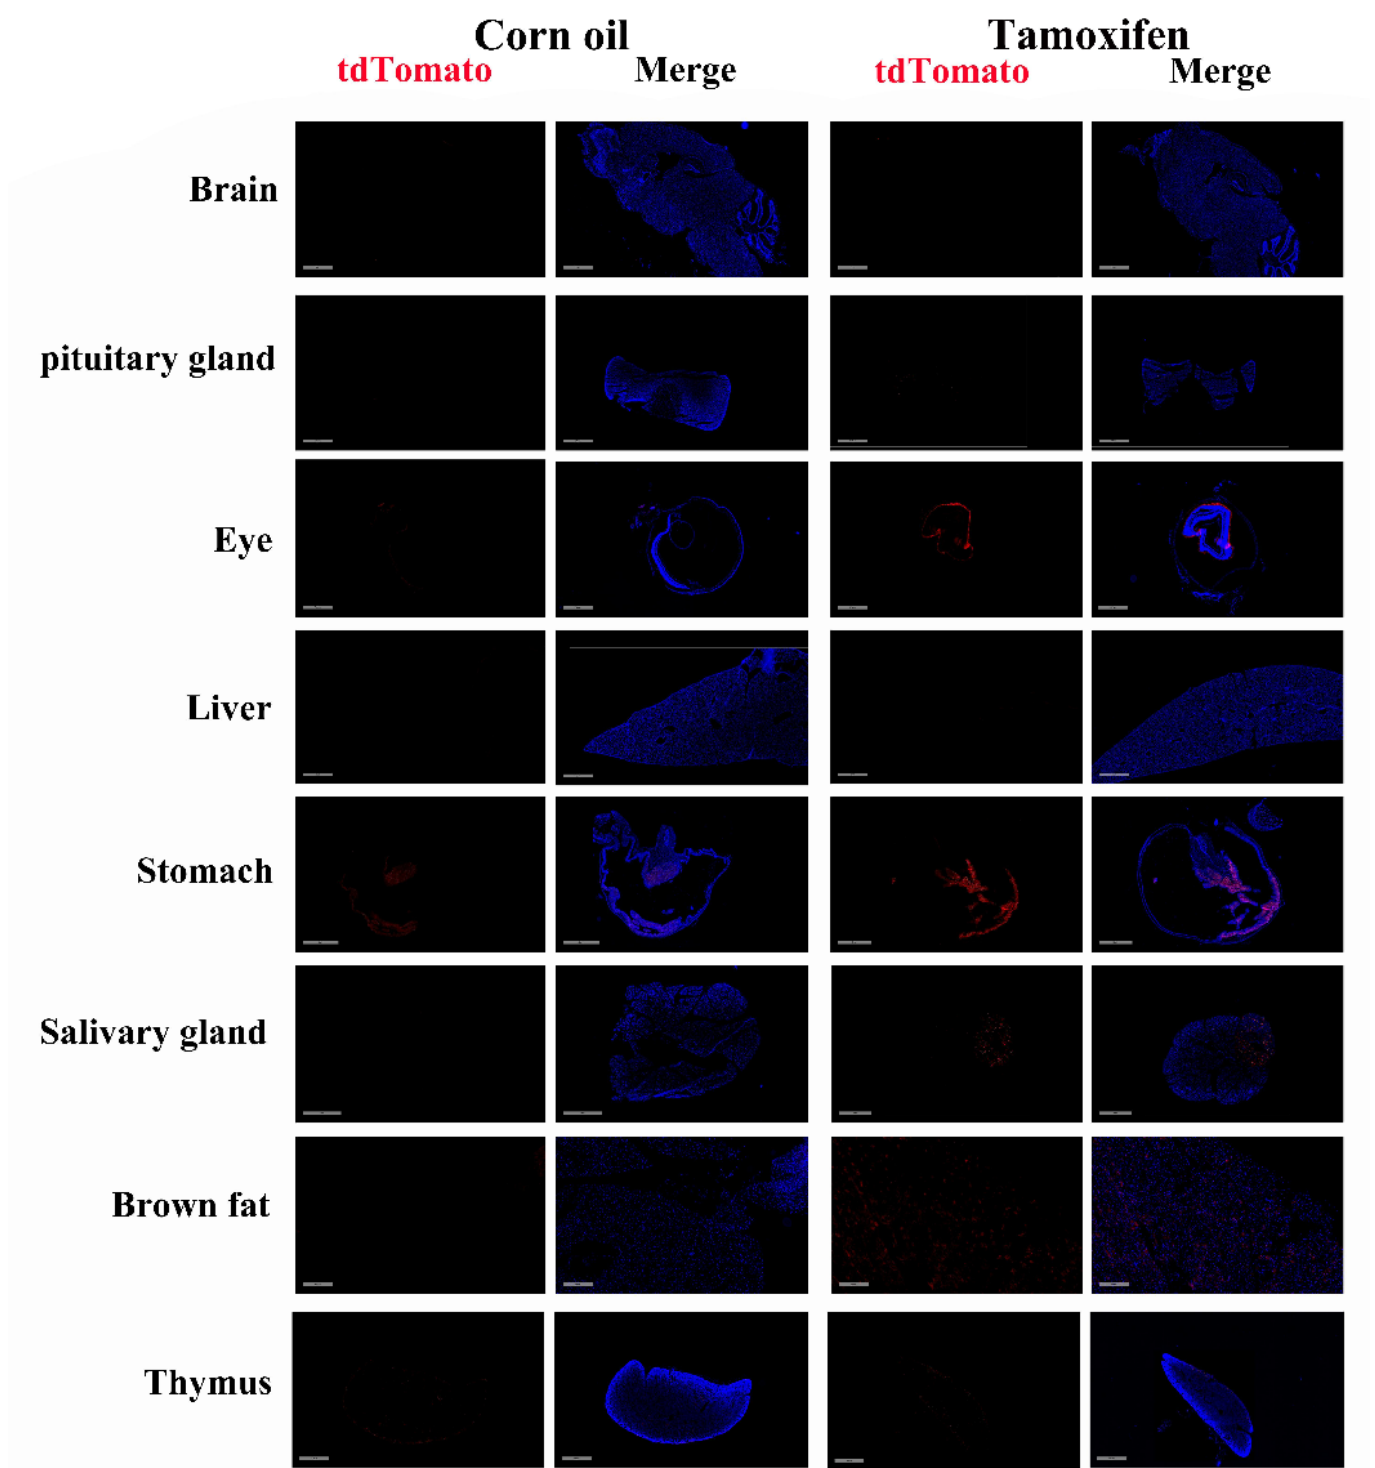 Corn oil Tamoxifen
tdTomato Merge tdTomato Merge
Brain
pituitary gland
Eye
Liver
Stomach
Salivary gland
Brown fat
Thymus